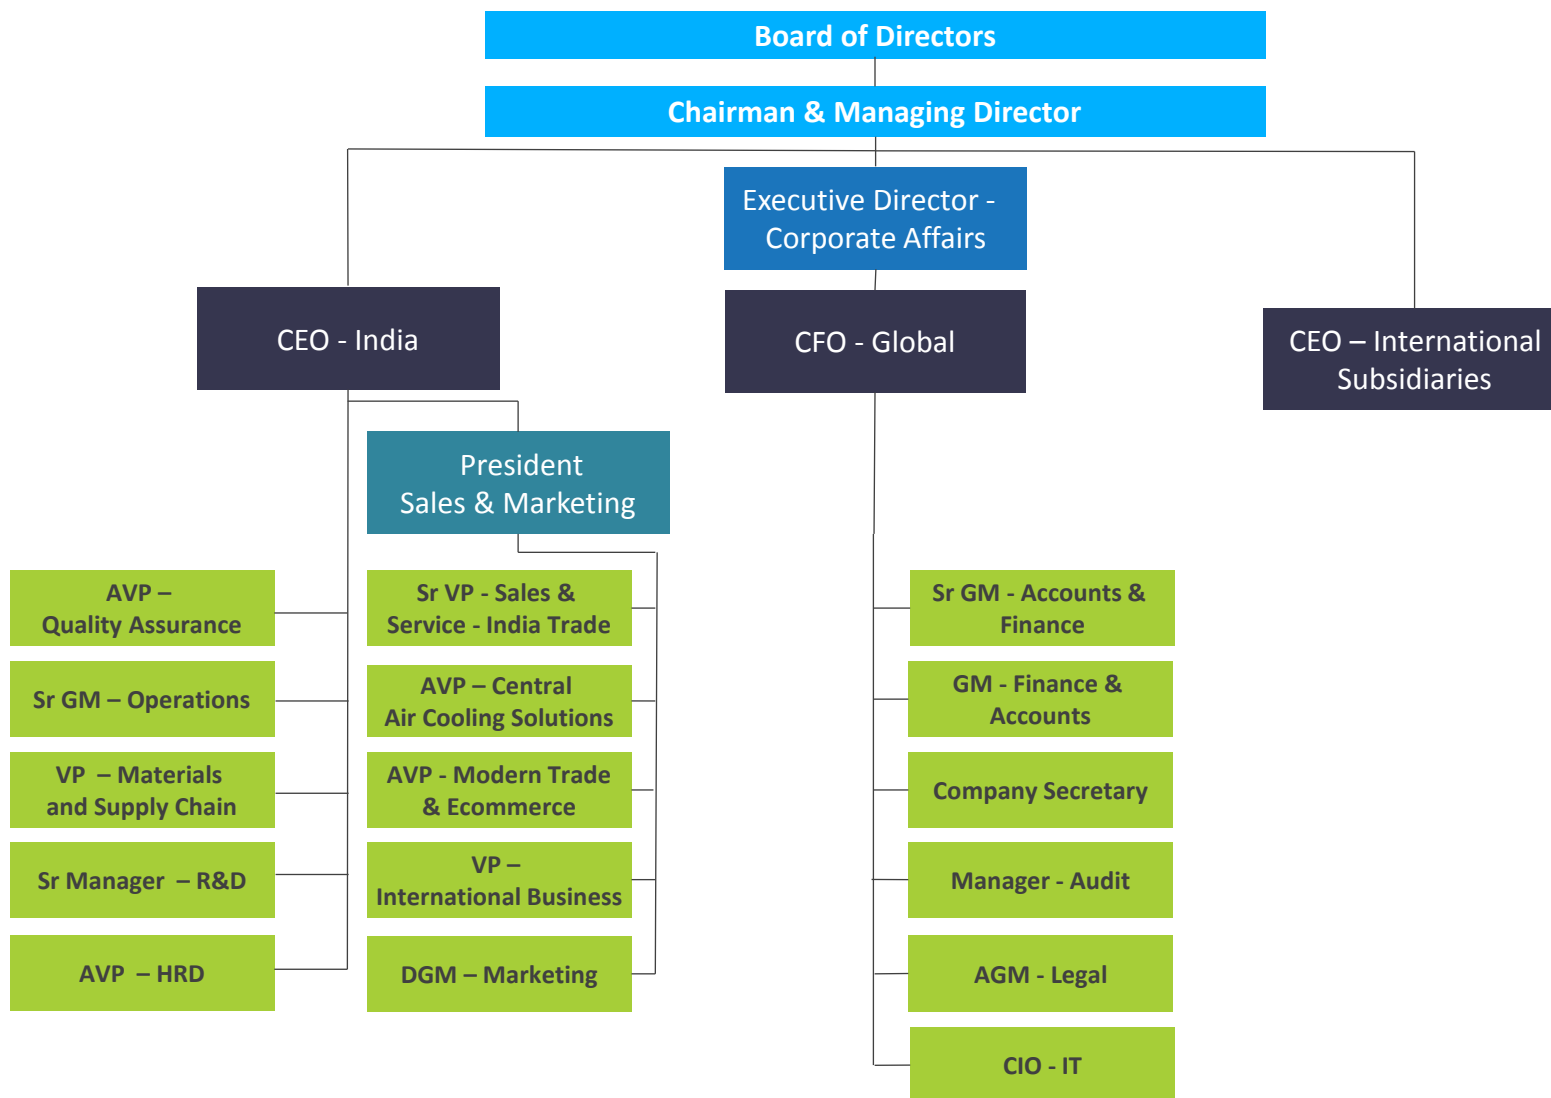 Board of Directors
Chairman & Managing Director
Executive Director -
Corporate Affairs
CEO - India
CFO - Global
CEO – International
Subsidiaries
President
Sales & Marketing
AVP –
Quality Assurance
Sr GM – Operations
VP – Materials
and Supply Chain
Sr Manager – R&D
AVP – HRD
Sr VP - Sales &
Service - India Trade
AVP – Central
Air Cooling Solutions
AVP - Modern Trade
& Ecommerce
VP –
International Business
DGM – Marketing
Sr GM - Accounts &
Finance
GM - Finance &
Accounts
Company Secretary
Manager - Audit
AGM - Legal
CIO - IT